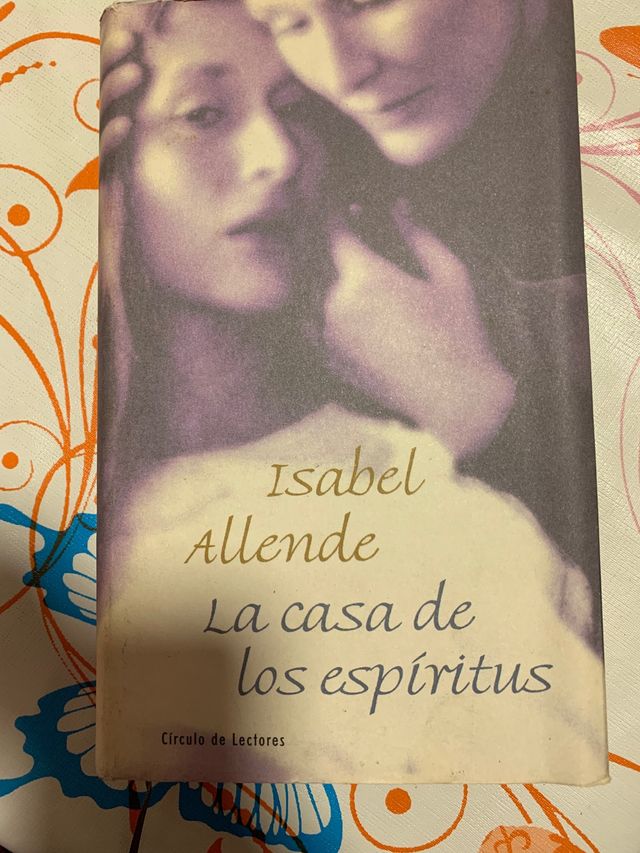 Isabel
Allende
La casa de
los espíritus
Círculo de Lectores